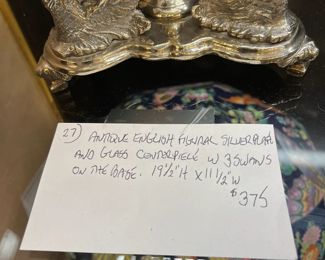 27) ANTIQUE ENGLISH FIGURAL SILVERPLATE
AND GLASS CENTERPIECE W 3 SWANS
ON THE BASE. 19½"H X 11½"W
$375